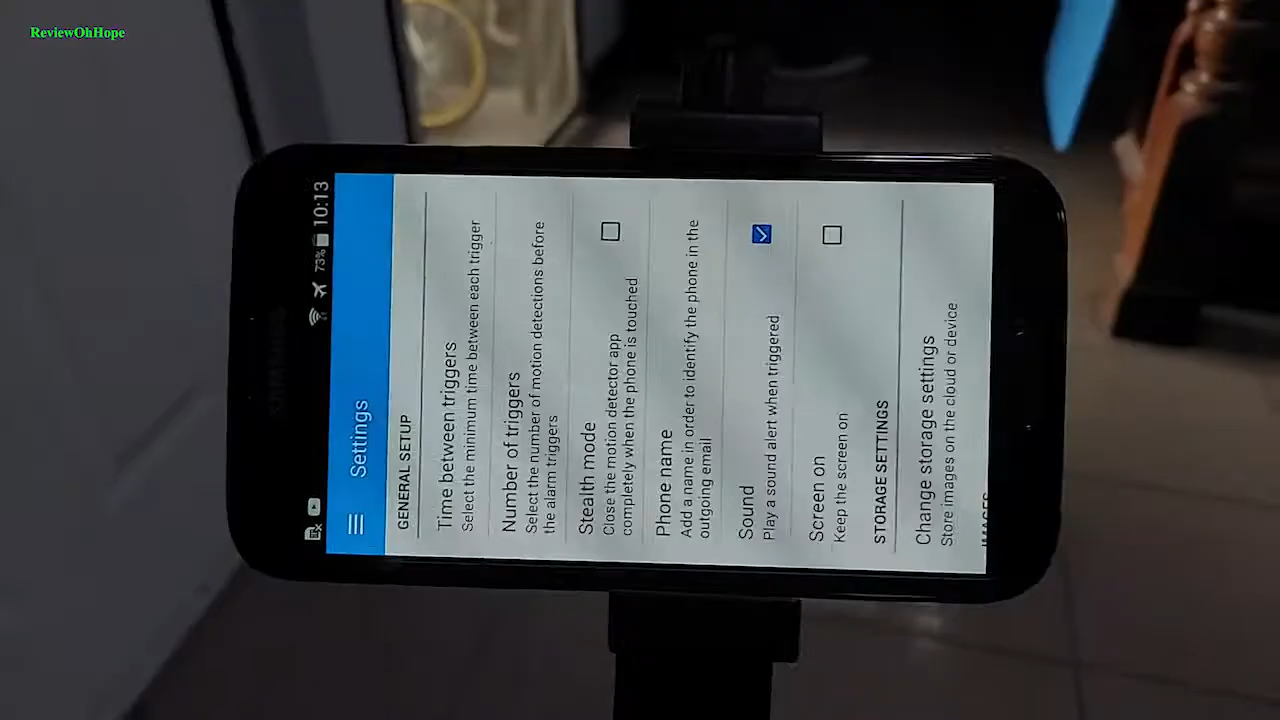 ReviewOhHope
73% 10:13
Settings
GENERAL SETUP
Time between triggers
Select the minimum time between each trigger
Number of triggers
Select the number of motion detections before
the alarm triggers
Stealth mode
Close the motion detector app
completely when the phone is touched
Phone name
Add a name in order to identify the phone in the
outgoing email
Sound
Play a sound alert when triggered
Screen on
Keep the screen on
STORAGE SETTINGS
Change storage settings
Store images on the cloud or device
IMAGES